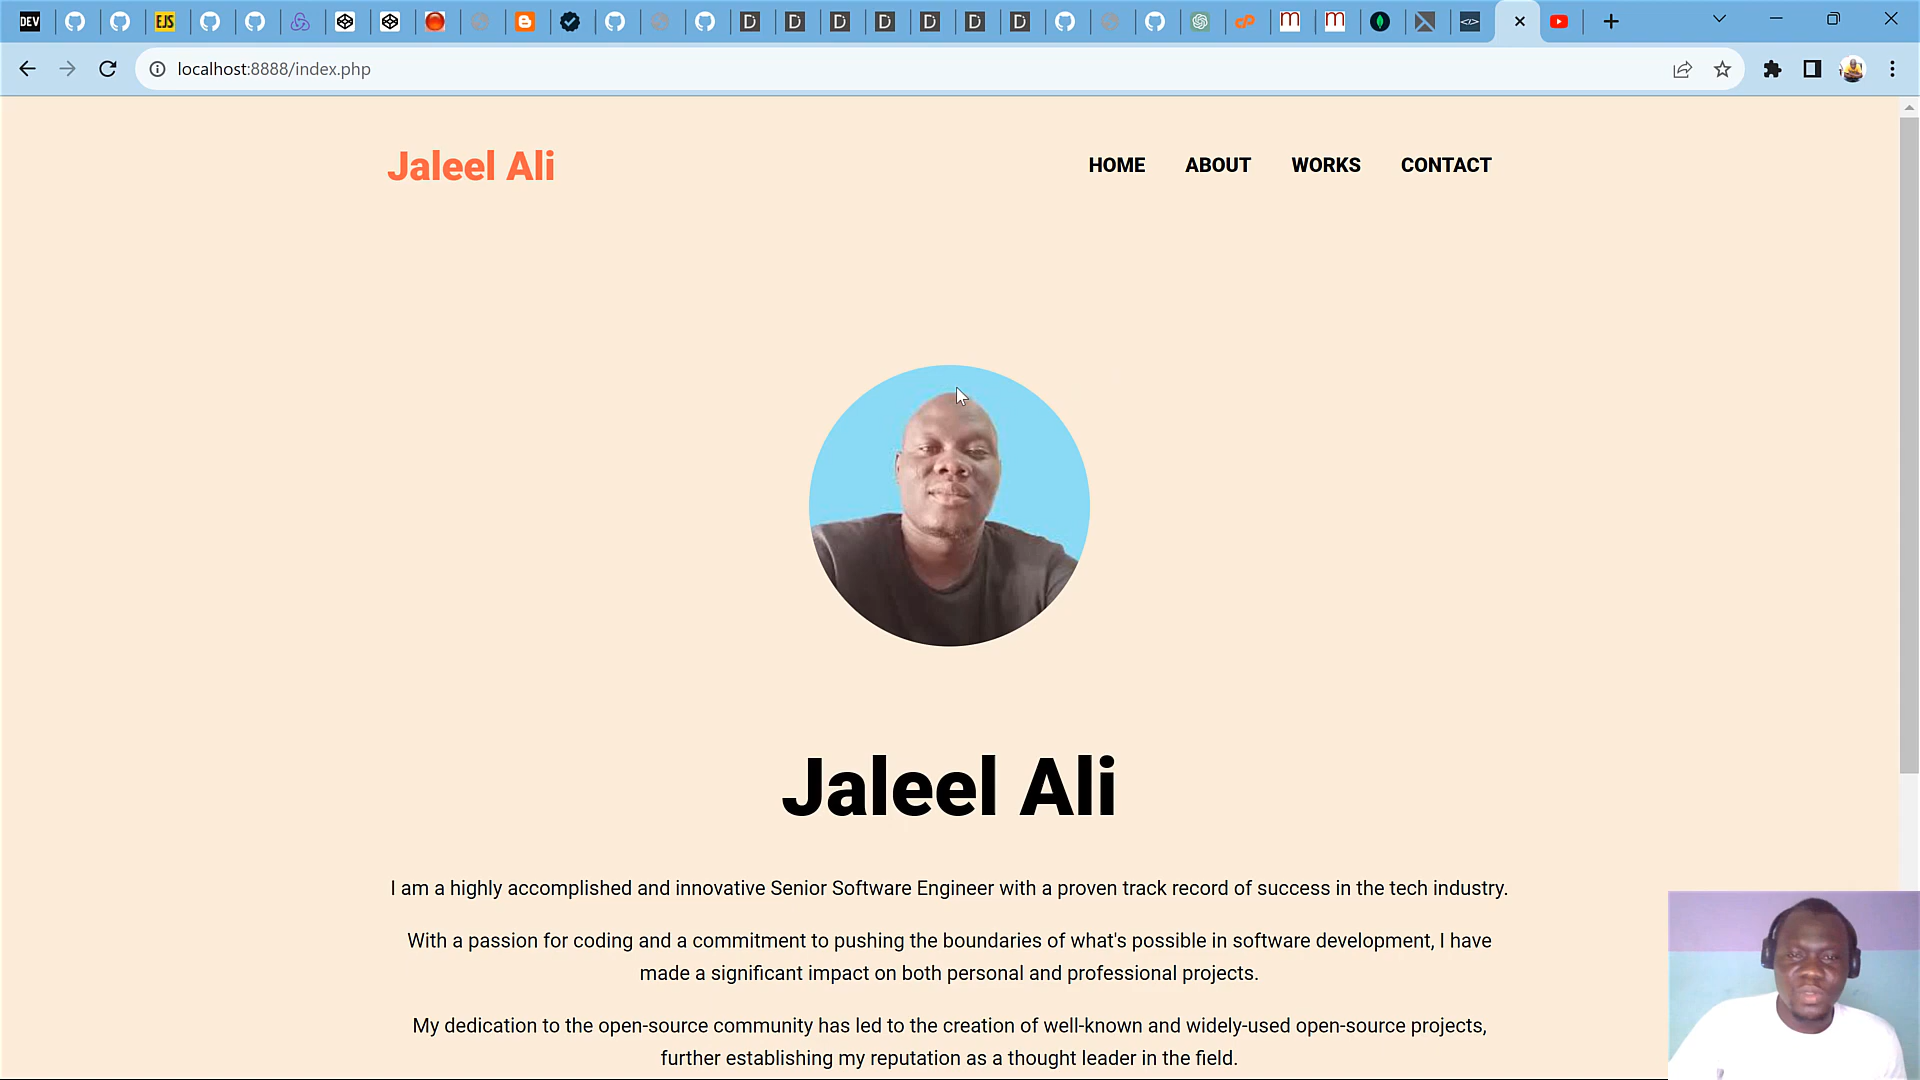 DEV EJS
localhost:8888/index.php
Jaleel Ali
HOME ABOUT WORKS CONTACT
Jaleel Ali
I am a highly accomplished and innovative Senior Software Engineer with a proven track record of success in the tech industry.
With a passion for coding and a commitment to pushing the boundaries of what's possible in software development, I have
made a significant impact on both personal and professional projects.
My dedication to the open-source community has led to the creation of well-known and widely-used open-source projects,
further establishing my reputation as a thought leader in the field.